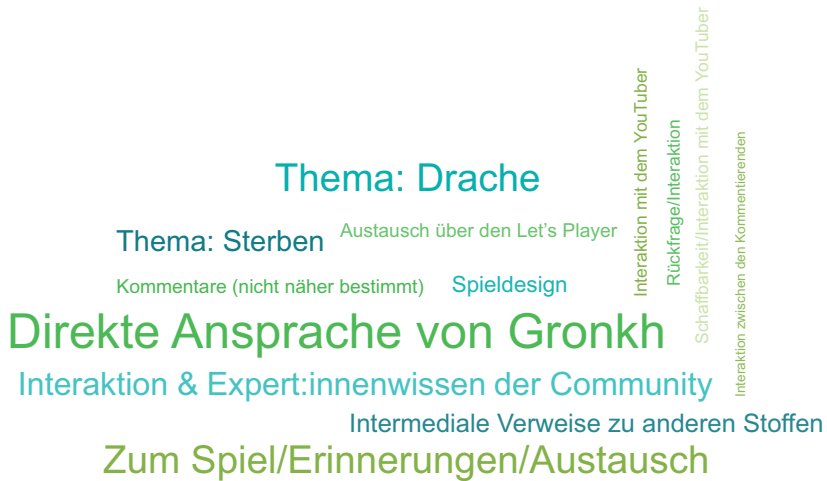 Thema: Drache
Thema: Sterben
Austausch über den Let's Player
Kommentare (nicht näher bestimmt)
Spieldesign
Direkte Ansprache von Gronkh
Interaktion & Expert:innenwissen der Community
Intermediale Verweise zu anderen Stoffen
Zum Spiel/Erinnerungen/Austausch
Interaktion mit dem YouTuber
Rückfrage/Interaktion
Schaffbarkeit/Interaktion mit dem YouTuber
Interaktion zwischen den Kommentierenden